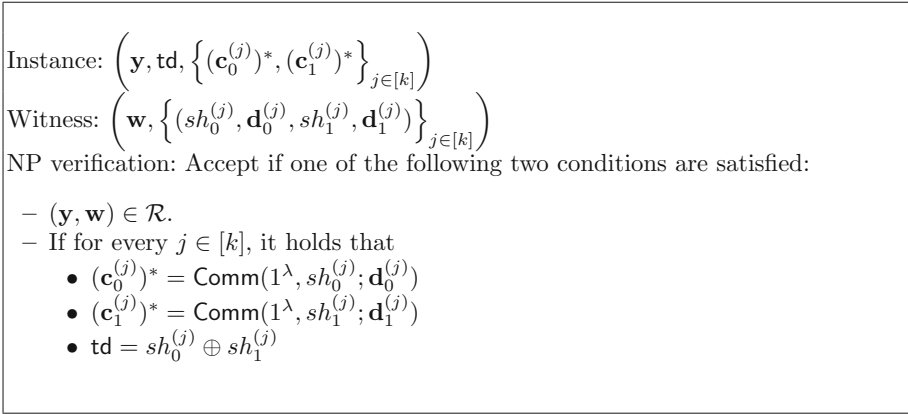 Instance: (y, td, {(c_0^{(j)})^*, (c_1^{(j)})^*}_{j∈[k]})
Witness: (w, {(sh_0^{(j)}, d_0^{(j)}, sh_1^{(j)}, d_1^{(j)})}_{j∈[k]})
NP verification: Accept if one of the following two conditions are satisfied:
– (y, w) ∈ R.
– If for every j ∈ [k], it holds that
• (c_0^{(j)})^* = Comm(1^λ, sh_0^{(j)}; d_0^{(j)})
• (c_1^{(j)})^* = Comm(1^λ, sh_1^{(j)}; d_1^{(j)})
• td = sh_0^{(j)} ⊕ sh_1^{(j)}